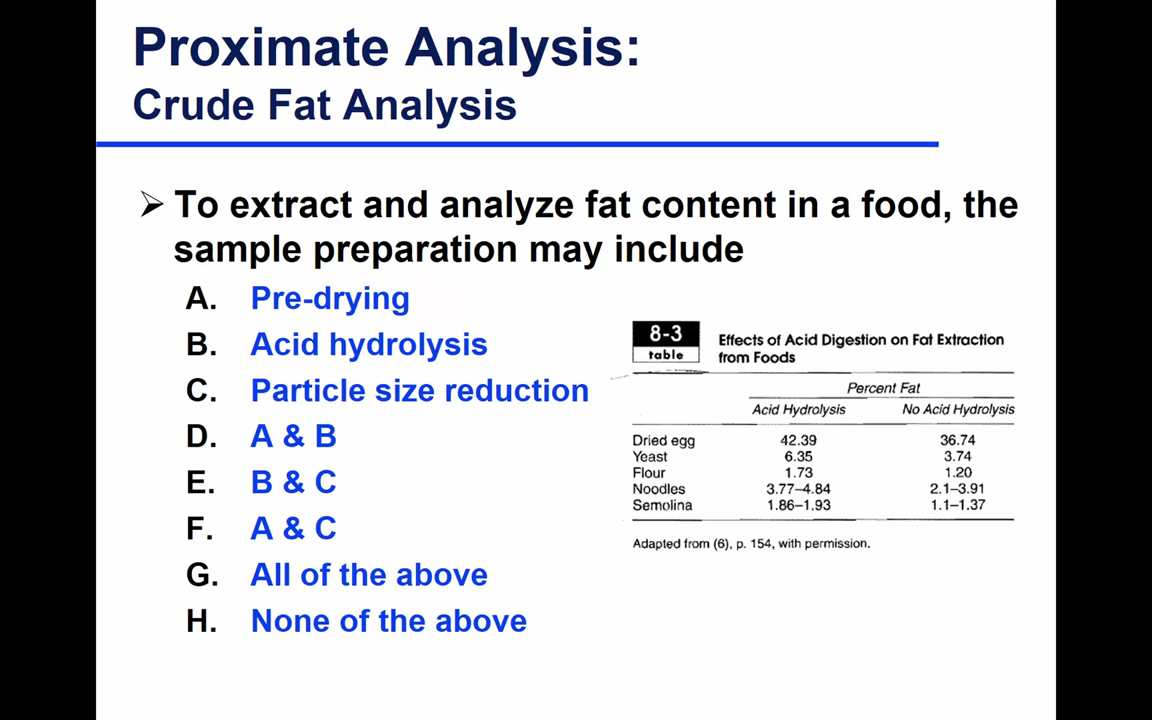 Proximate Analysis:
Crude Fat Analysis
➢ To extract and analyze fat content in a food, the
sample preparation may include
A. Pre-drying
B. Acid hydrolysis
C. Particle size reduction
D. A & B
E. B & C
F. A & C
G. All of the above
H. None of the above
8-3
table
Effects of Acid Digestion on Fat Extraction
from Foods
Percent Fat
Acid Hydrolysis No Acid Hydrolysis
Dried egg 42.39 36.74
Yeast 6.35 3.74
Flour 1.73 1.20
Noodles 3.77–4.84 2.1–3.91
Semolina 1.86–1.93 1.1–1.37
Adapted from (6), p. 154, with permission.